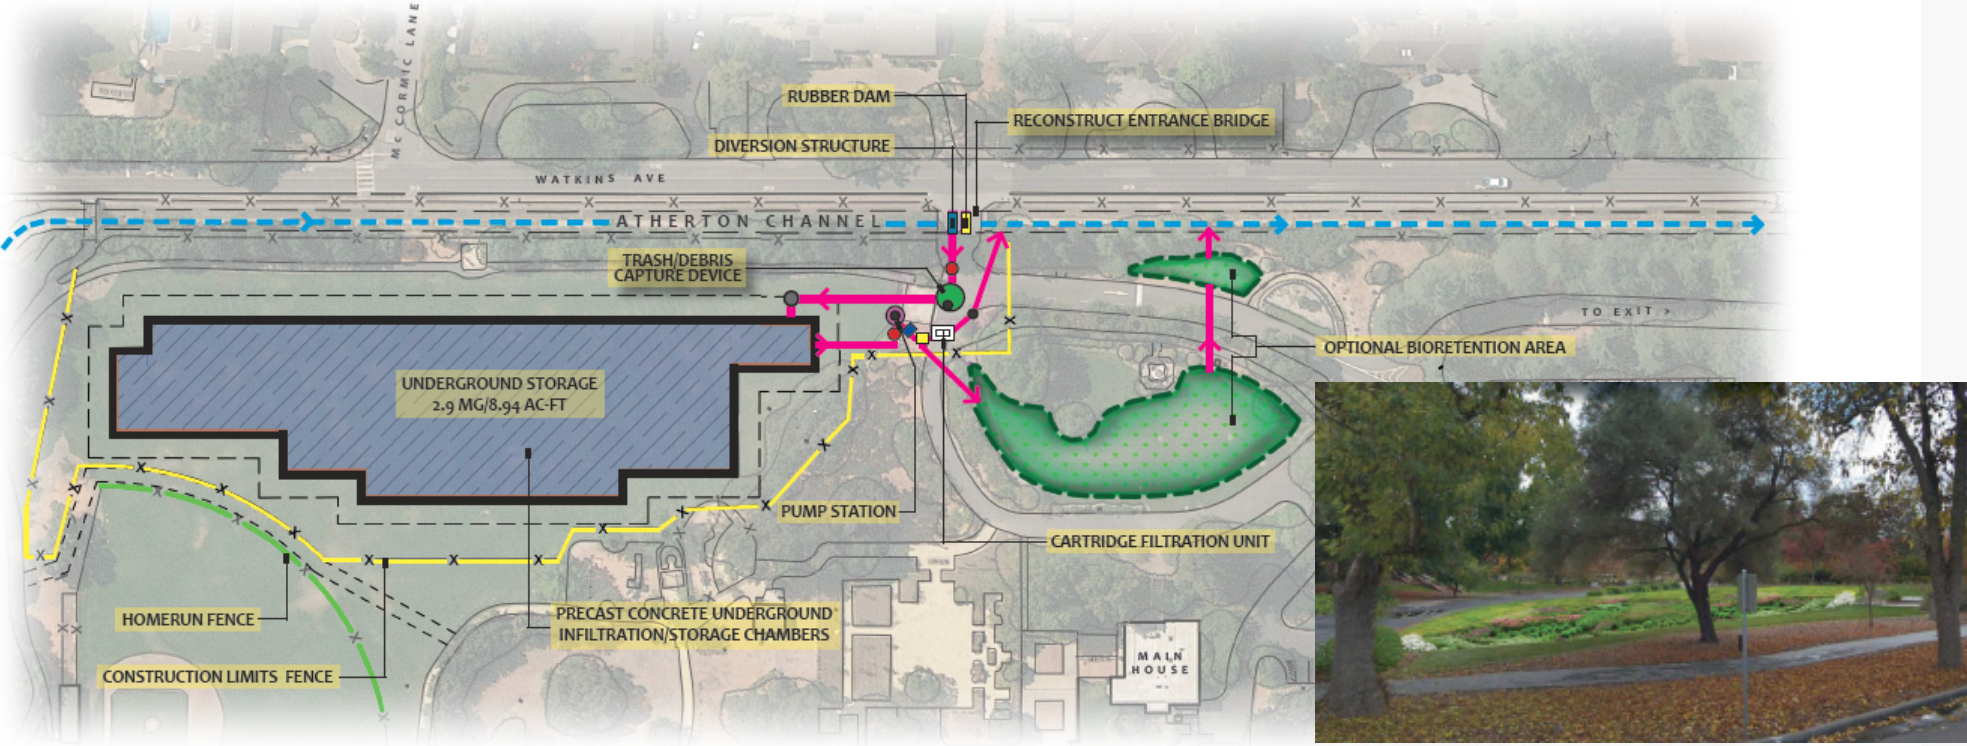 McCORMIC LANE
RUBBER DAM
RECONSTRUCT ENTRANCE BRIDGE
DIVERSION STRUCTURE
WATKINS AVE
ATHERTON CHANNEL
TRASH/DEBRIS
CAPTURE DEVICE
TO EXIT >
OPTIONAL BIORETENTION AREA
UNDERGROUND STORAGE
2.9 MG/8.94 AC-FT
PUMP STATION
CARTRIDGE FILTRATION UNIT
HOMERUN FENCE
PRECAST CONCRETE UNDERGROUND
INFILTRATION/STORAGE CHAMBERS
CONSTRUCTION LIMITS FENCE
MAIN
HOUSE